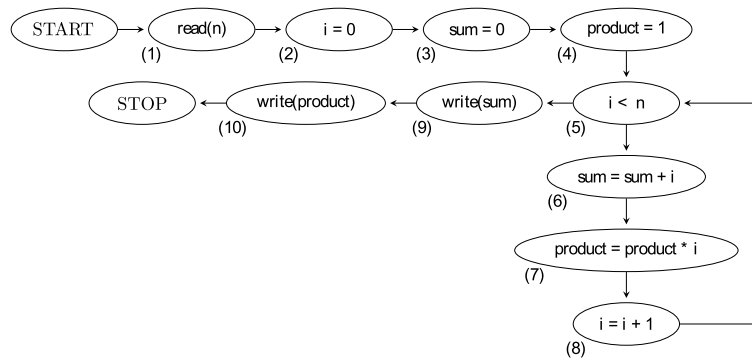 START
read(n)
i = 0
sum = 0
product = 1
(1)
(2)
(3)
(4)
STOP
write(product)
write(sum)
i < n
(10)
(9)
(5)
sum = sum + i
(6)
product = product * i
(7)
i = i + 1
(8)